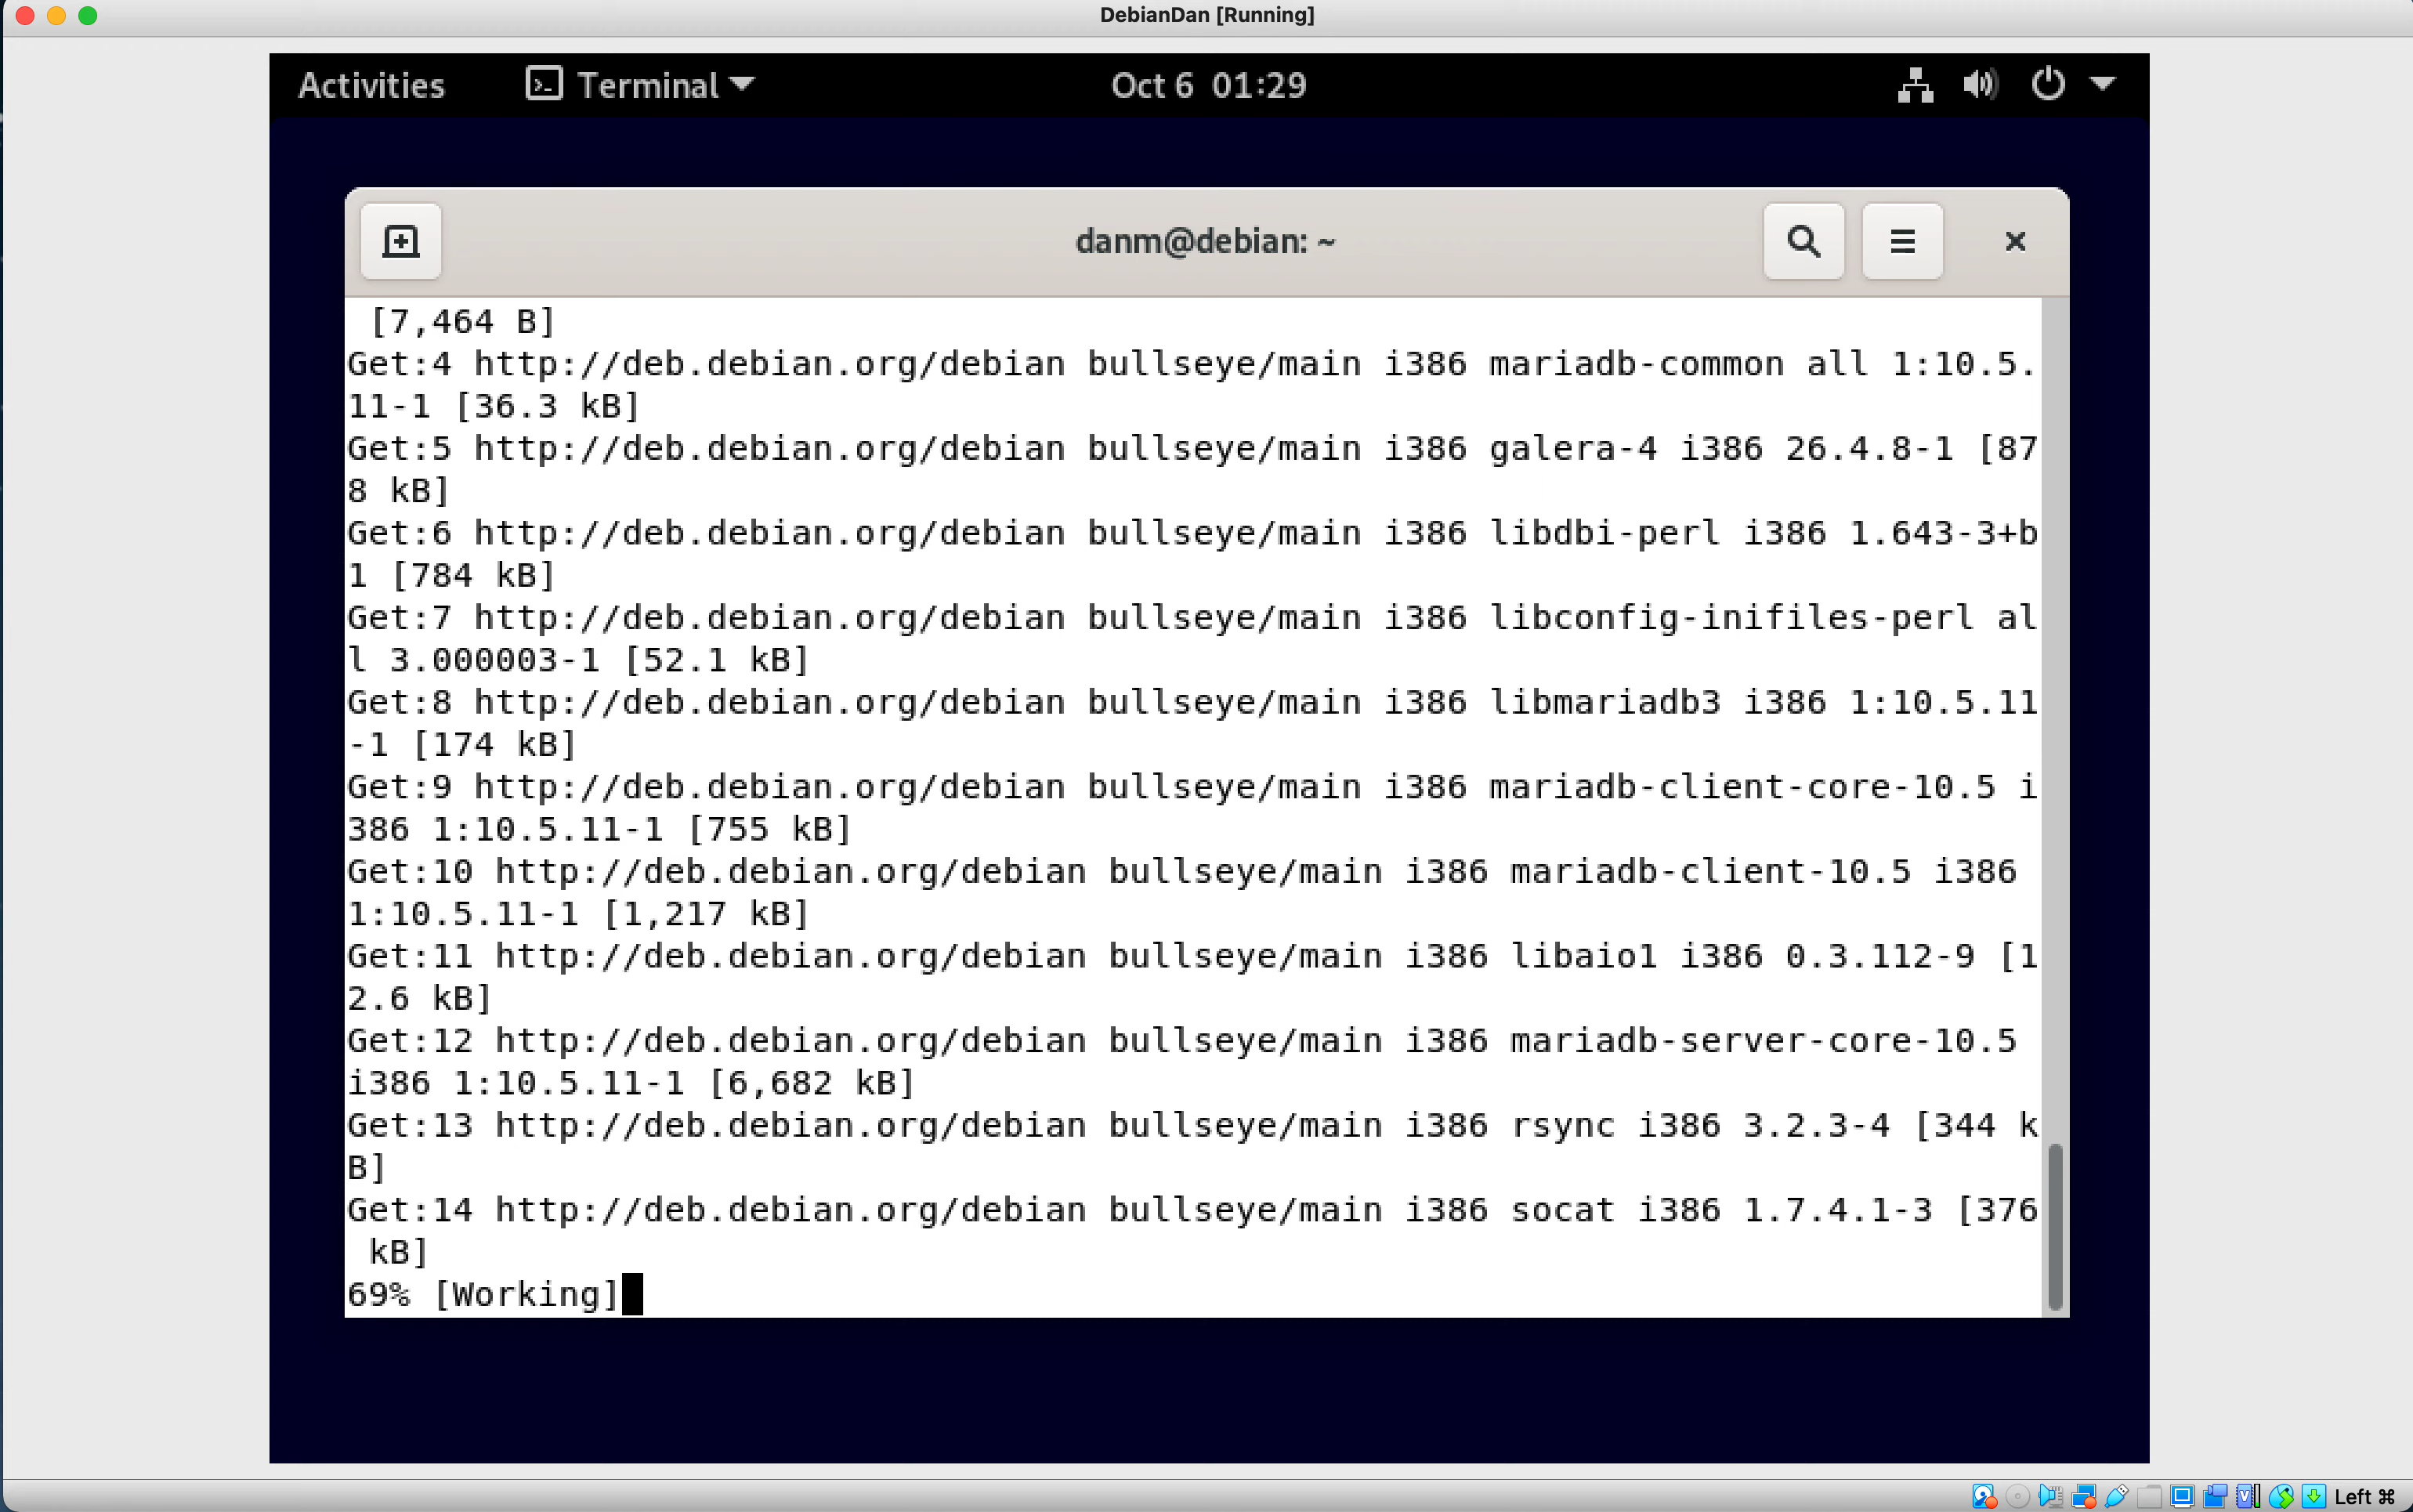 DebianDan [Running]
Activities Terminal Oct 6 01:29
danm@debian: ~
[7,464 B]
Get:4 http://deb.debian.org/debian bullseye/main i386 mariadb-common all 1:10.5.
11-1 [36.3 kB]
Get:5 http://deb.debian.org/debian bullseye/main i386 galera-4 i386 26.4.8-1 [87
8 kB]
Get:6 http://deb.debian.org/debian bullseye/main i386 libdbi-perl i386 1.643-3+b
1 [784 kB]
Get:7 http://deb.debian.org/debian bullseye/main i386 libconfig-inifiles-perl al
l 3.000003-1 [52.1 kB]
Get:8 http://deb.debian.org/debian bullseye/main i386 libmariadb3 i386 1:10.5.11
-1 [174 kB]
Get:9 http://deb.debian.org/debian bullseye/main i386 mariadb-client-core-10.5 i
386 1:10.5.11-1 [755 kB]
Get:10 http://deb.debian.org/debian bullseye/main i386 mariadb-client-10.5 i386
1:10.5.11-1 [1,217 kB]
Get:11 http://deb.debian.org/debian bullseye/main i386 libaio1 i386 0.3.112-9 [1
2.6 kB]
Get:12 http://deb.debian.org/debian bullseye/main i386 mariadb-server-core-10.5
i386 1:10.5.11-1 [6,682 kB]
Get:13 http://deb.debian.org/debian bullseye/main i386 rsync i386 3.2.3-4 [344 k
B]
Get:14 http://deb.debian.org/debian bullseye/main i386 socat i386 1.7.4.1-3 [376
kB]
69% [Working]
Left ⌘